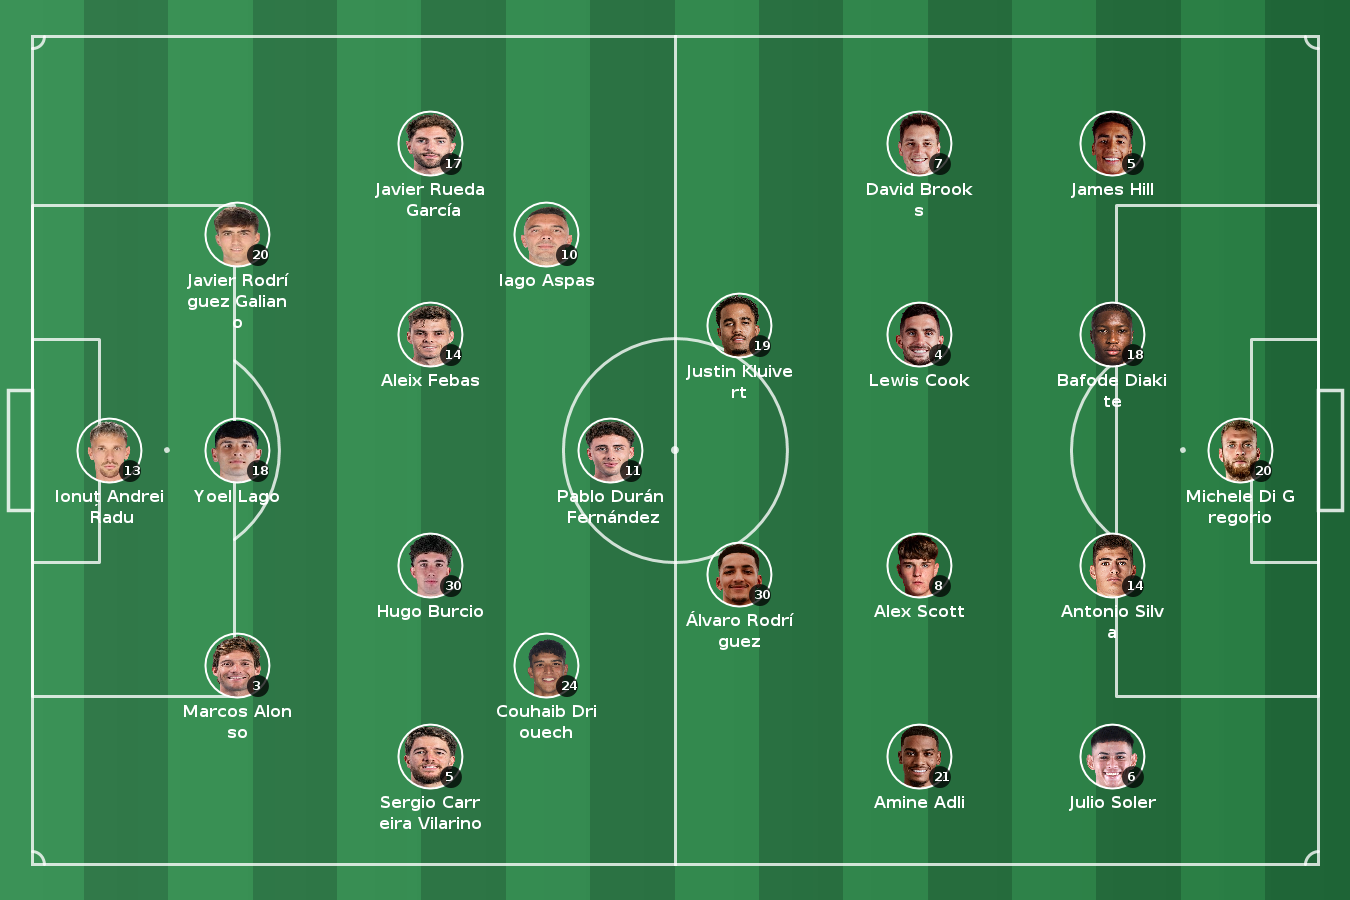 17
Javier Rueda
García
20
Javier Rodrí
guez Galian
o
10
Iago Aspas
14
Aleix Febas
13
Ionut Andrei
Radu
18
Yoel Lago
11
Pablo Durán
Fernández
30
Hugo Burcio
3
Marcos Alon
so
24
Couhaib Dri
ouech
5
Sergio Carr
eira Vilarino
7
David Brook
s
5
James Hill
19
Justin Kluive
rt
4
Lewis Cook
18
Bafode Diaki
te
20
Michele Di G
regorio
30
Álvaro Rodrí
guez
8
Alex Scott
14
Antonio Silv
a
21
Amine Adli
6
Julio Soler